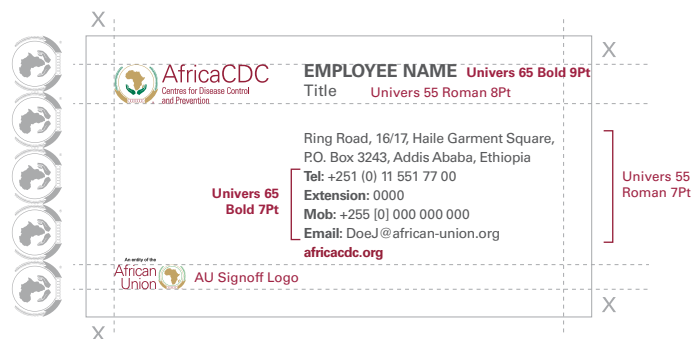 X
X
AfricaCDC
Centres for Disease Control
and Prevention
EMPLOYEE NAME Univers 65 Bold 9Pt
Title Univers 55 Roman 8Pt
Ring Road, 16/17, Haile Garment Square,
P.O. Box 3243, Addis Ababa, Ethiopia
Tel: +251 (0) 11 551 77 00
Extension: 0000
Mob: +255 [0] 000 000 000
Email: DoeJ@african-union.org
africacdc.org
Univers 65
Bold 7Pt
Univers 55
Roman 7Pt
An entity of the
African
Union
AU Signoff Logo
X
X